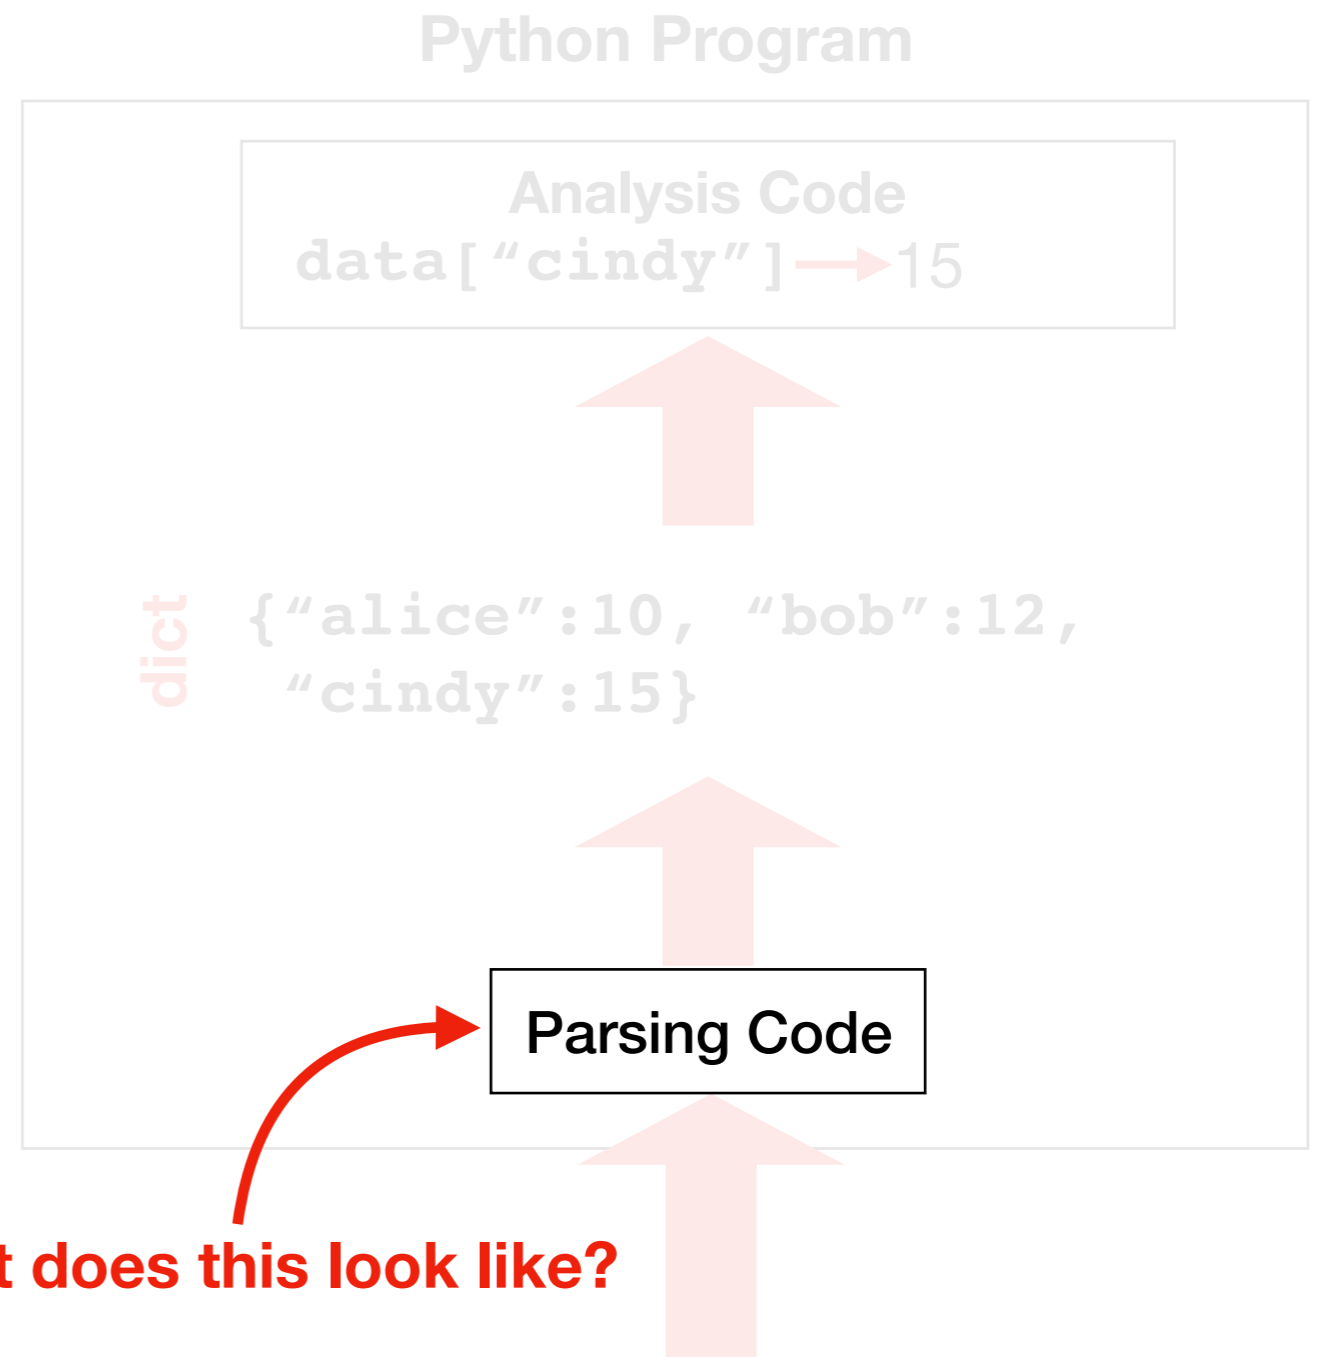 Python Program
Analysis Code
data[“cindy”] 15
dict
{“alice”:10, “bob”:12,
“cindy”:15}
Parsing Code
t does this look like?